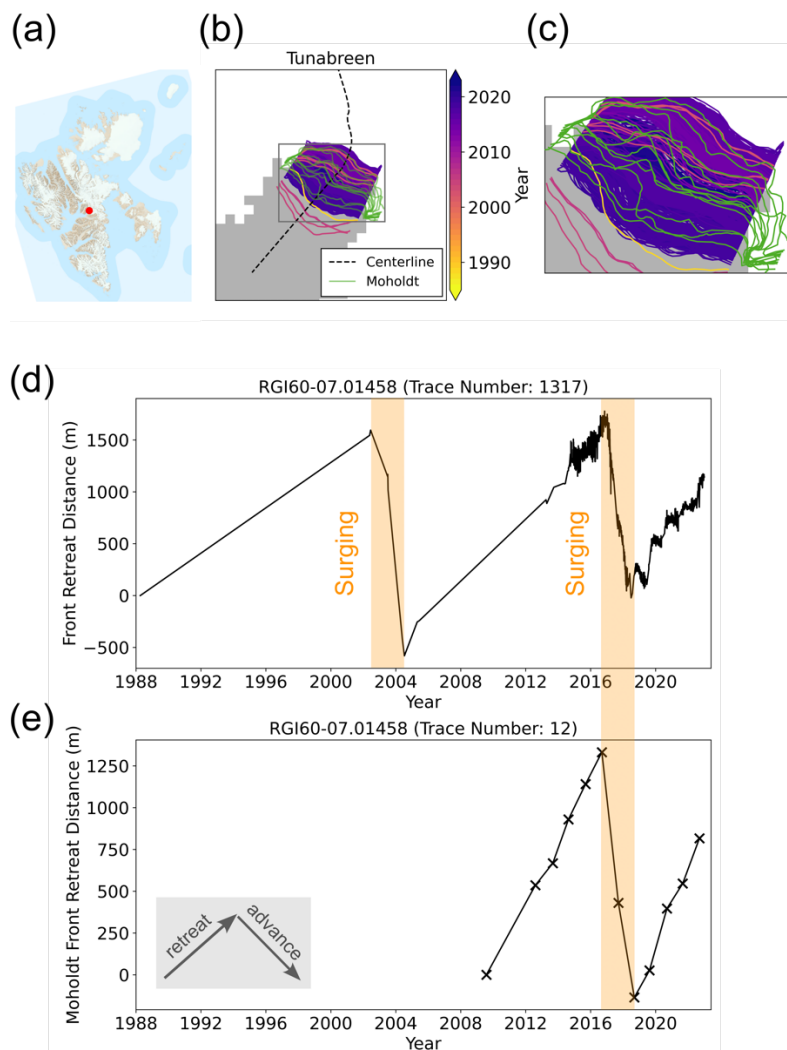 (a)
(b)
(c)
Tunabreen
2020
2010
2000
1990
Year
Centerline
Moholdt
(d)
RGI60-07.01458 (Trace Number: 1317)
Front Retreat Distance (m)
1500
1000
500
0
−500
Surging
Surging
1988 1992 1996 2000 2004 2008 2012 2016 2020
Year
(e)
RGI60-07.01458 (Trace Number: 12)
Moholdt Front Retreat Distance (m)
1250
1000
750
500
250
0
retreat
advance
1988 1992 1996 2000 2004 2008 2012 2016 2020
Year